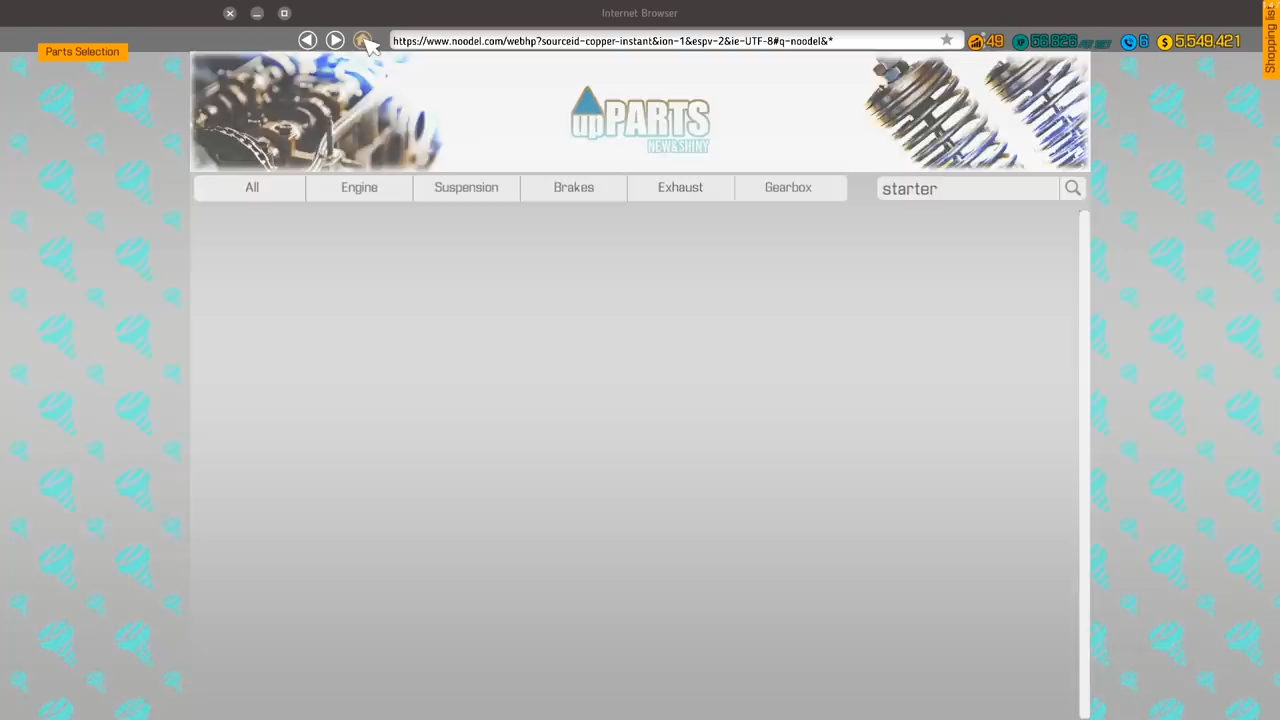 Internet Browser
Parts Selection
https://www.noodel.com/webhp?sourceid-copper-instant&ion-1&espv-2&ie-UTF-8#q-noodel&*
49
6
5,549,421
Shopping list
upPARTS
NEW&SHINY
All
Engine
Suspension
Brakes
Exhaust
Gearbox
starter